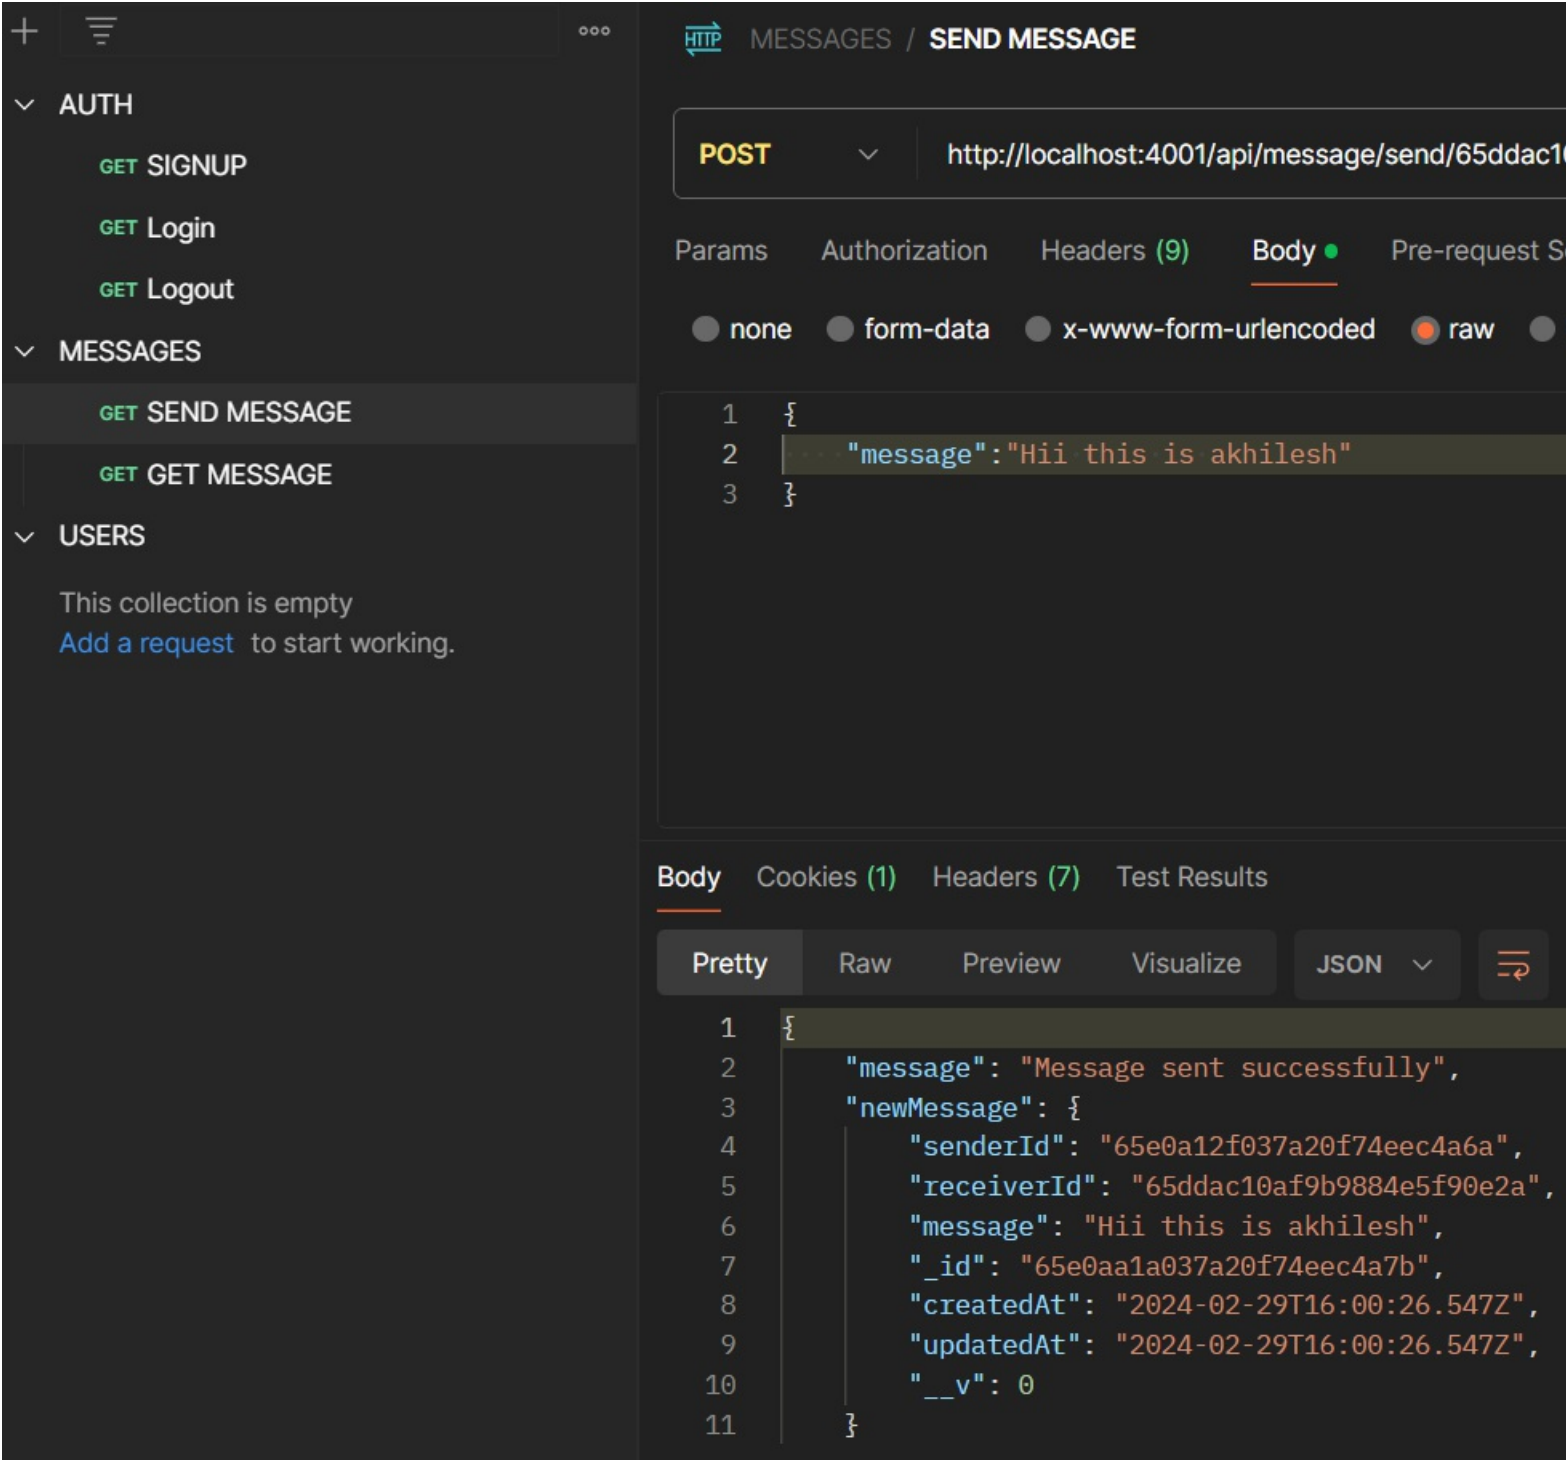 AUTH
GET SIGNUP
GET Login
GET Logout
MESSAGES
GET SEND MESSAGE
GET GET MESSAGE
USERS
This collection is empty
Add a request to start working.
HTTP MESSAGES / SEND MESSAGE
POST http://localhost:4001/api/message/send/65ddac1
Params Authorization Headers (9) Body Pre-request
none form-data x-www-form-urlencoded raw
1 {
2 "message":"Hii this is akhilesh"
3 }
Body Cookies (1) Headers (7) Test Results
Pretty Raw Preview Visualize JSON
1 {
2 "message": "Message sent successfully",
3 "newMessage": {
4 "senderId": "65e0a12f037a20f74eec4a6a",
5 "receiverId": "65ddac10af9b9884e5f90e2a",
6 "message": "Hii this is akhilesh",
7 "_id": "65e0aa1a037a20f74eec4a7b",
8 "createdAt": "2024-02-29T16:00:26.547Z",
9 "updatedAt": "2024-02-29T16:00:26.547Z",
10 "__v": 0
11 }